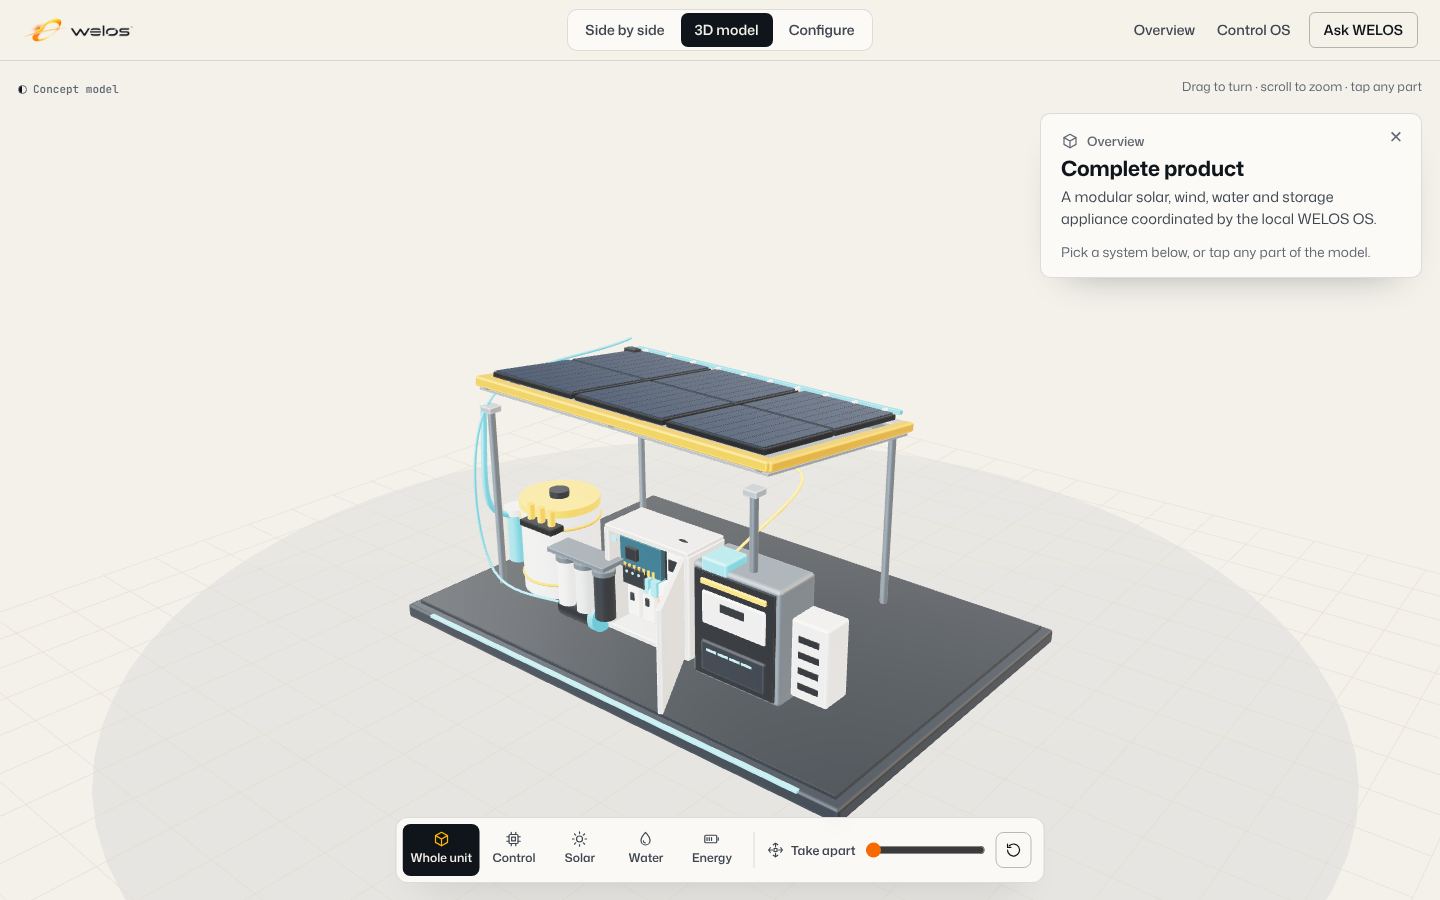 welos
Side by side
3D model
Configure
Overview
Control OS
Ask WELOS
Concept model
Drag to turn · scroll to zoom · tap any part
Overview
Complete product
A modular solar, wind, water and storage
appliance coordinated by the local WELOS OS.
Pick a system below, or tap any part of the model.
Whole unit
Control
Solar
Water
Energy
Take apart